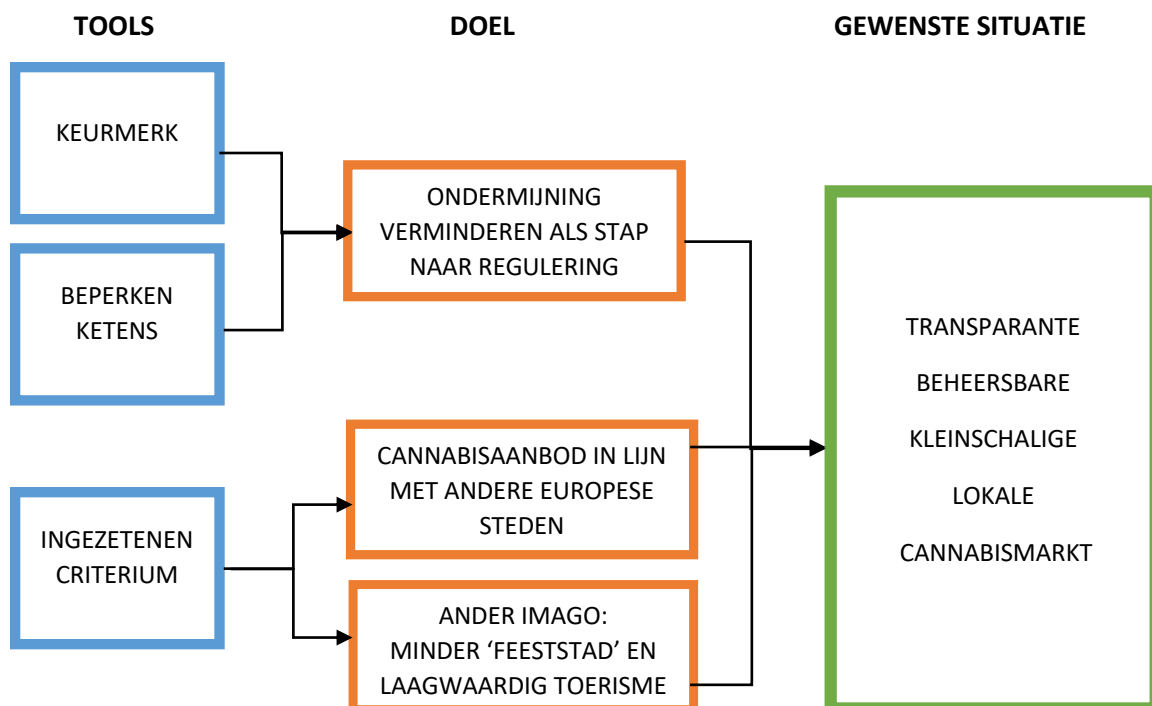 TOOLS
DOEL
GEWENSTE SITUATIE
KEURMERK
BEPERKEN
KETENS
INGEZETENEN
CRITERIUM
ONDERMIJNING
VERMINDEREN ALS STAP
NAAR REGULERING
CANNABISAANBOD IN LIJN
MET ANDERE EUROPESE
STEDEN
ANDER IMAGO:
MINDER ‘FEESTSTAD’ EN
LAAGWAARDIG TOERISME
TRANSPARANTE
BEHEERSBARE
KLEINSCHALIGE
LOKALE
CANNABISMARKT